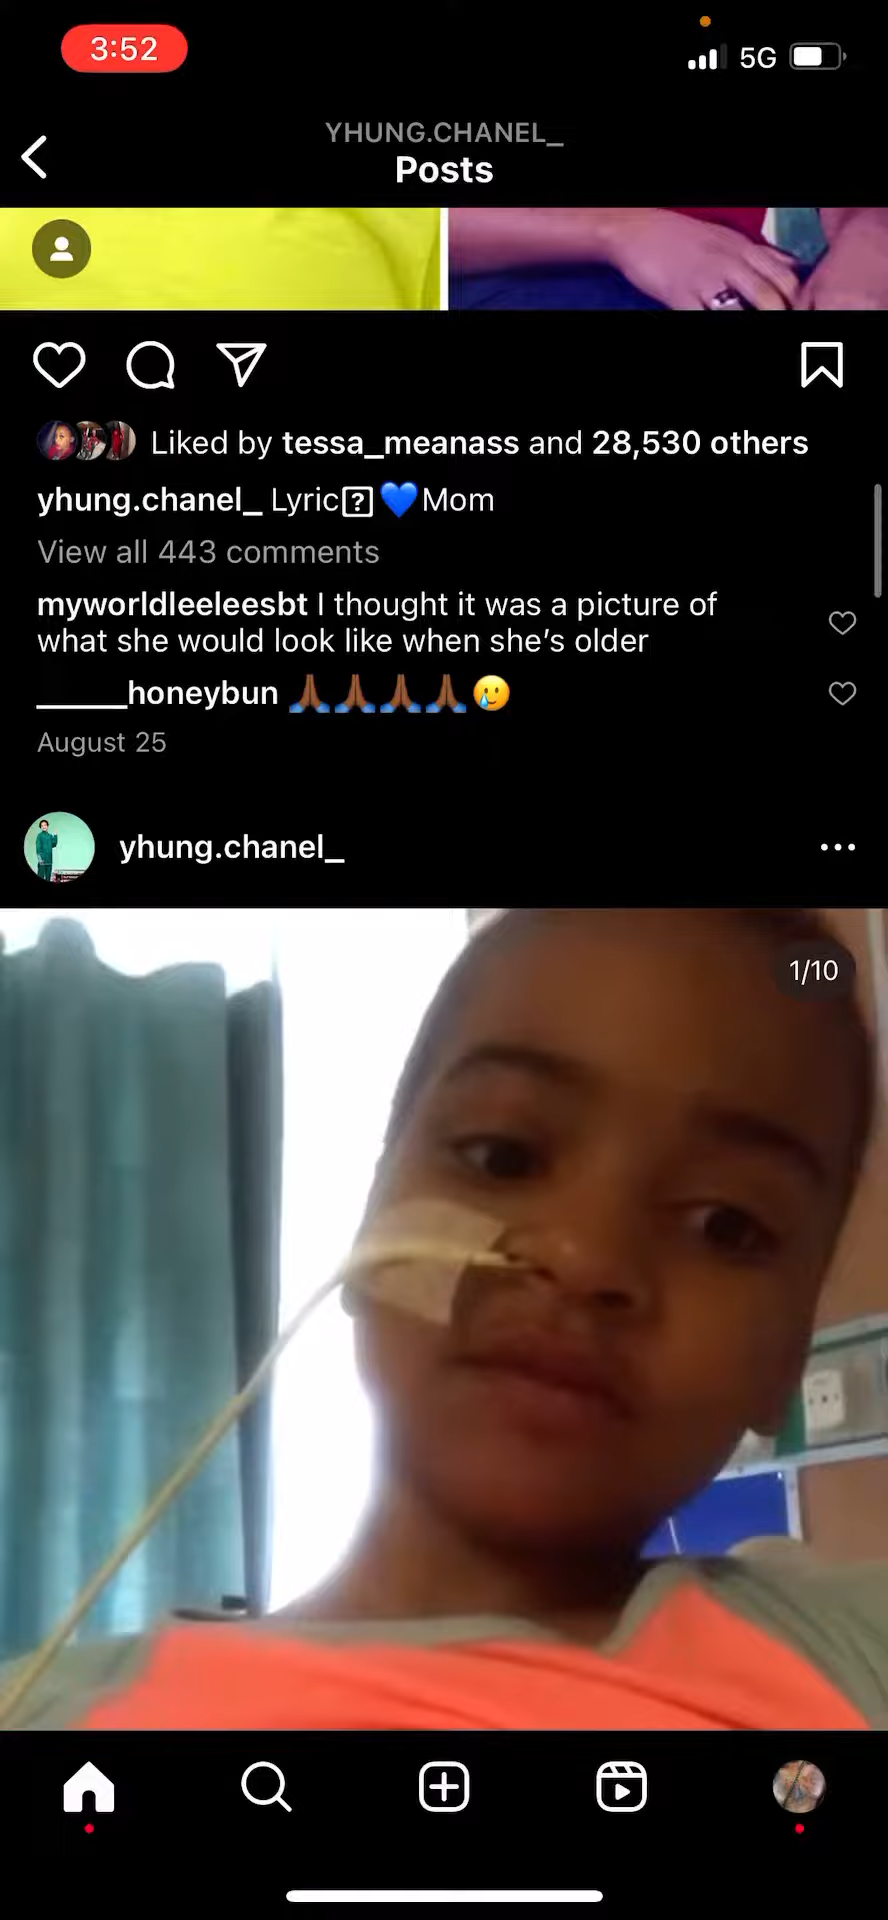 3:52
5G
YHUNG.CHANEL_
Posts
Liked by tessa_meanass and 28,530 others
yhung.chanel_ Lyric⍰💙Mom
View all 443 comments
myworldleeleesbt I thought it was a picture of
what she would look like when she’s older
______honeybun 🙏🏾🙏🏾🙏🏾🙏🏾🥲
August 25
yhung.chanel_
1/10